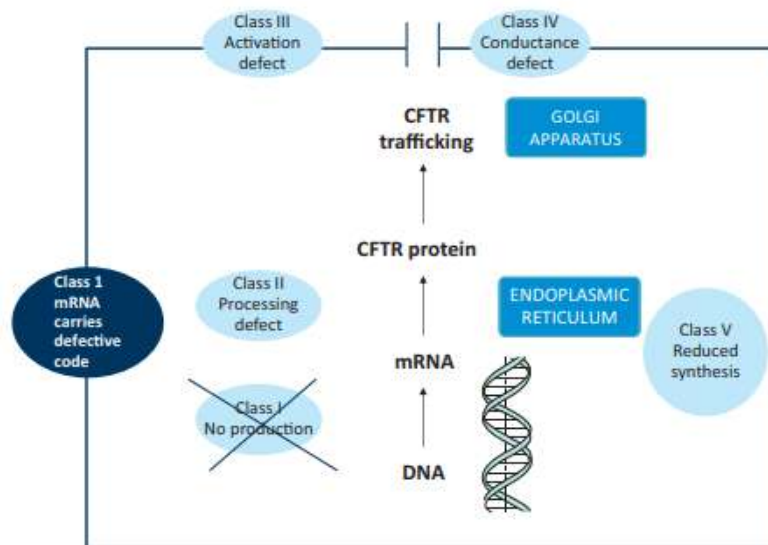 Class III
Activation
defect
Class IV
Conductance
defect
CFTR
trafficking
GOLGI
APPARATUS
CFTR protein
Class 1
mRNA
carries
defective
code
Class II
Processing
defect
ENDOPLASMIC
RETICULUM
Class V
Reduced
synthesis
mRNA
Class I
No production
DNA